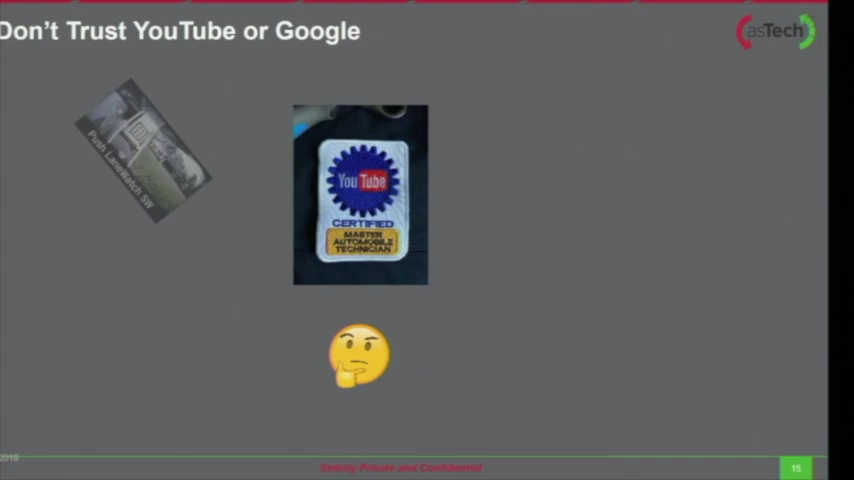 Don't Trust YouTube or Google
asTech
Push LaneWatch SW
YouTube
CERTIFIED
MASTER
AUTOMOBILE
TECHNICIAN
2019
Strictly Private and Confidential
15